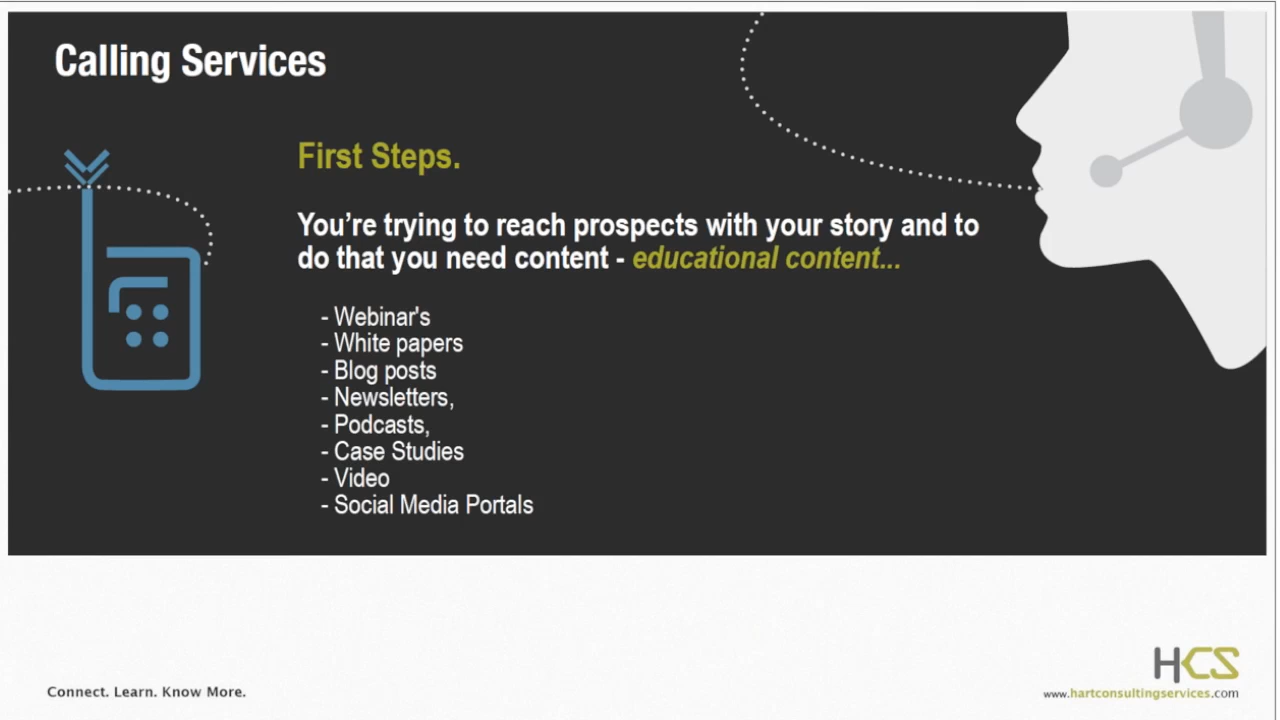 Calling Services
First Steps.
You're trying to reach prospects with your story and to
do that you need content - educational content...
- Webinar's
- White papers
- Blog posts
- Newsletters,
- Podcasts,
- Case Studies
- Video
- Social Media Portals
HCS
Connect. Learn. Know More.
www.hartconsultingservices.com